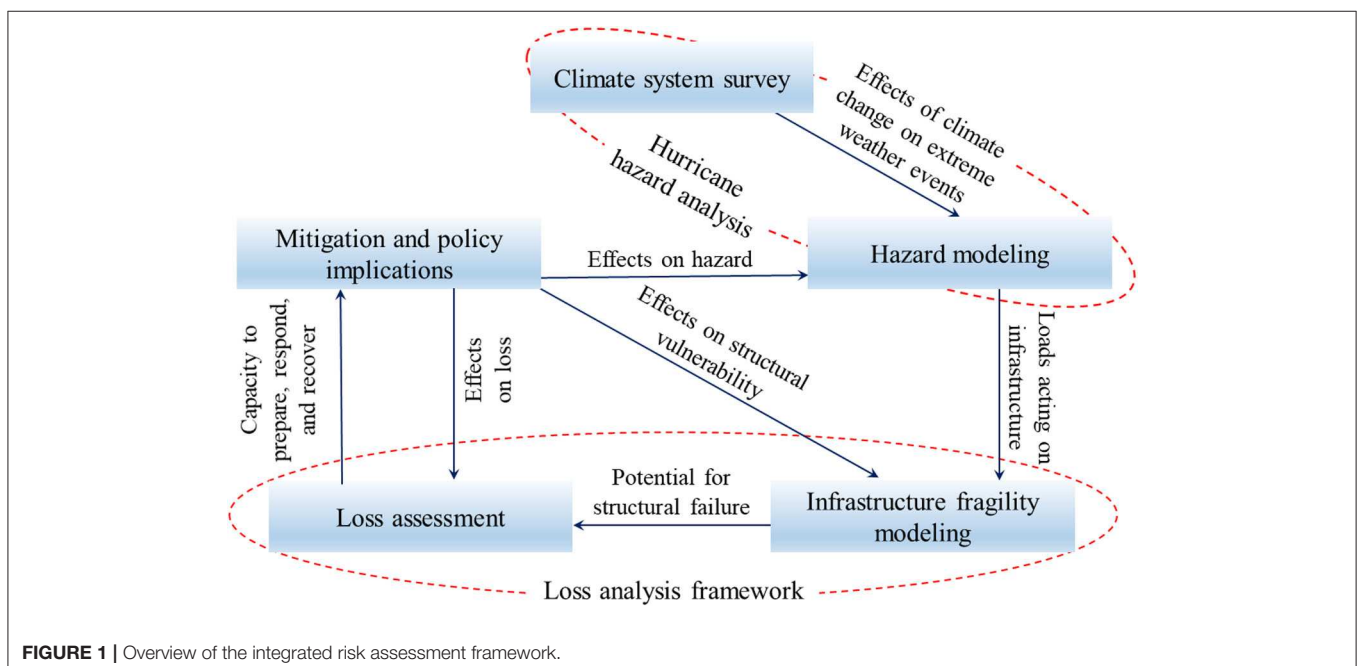 Climate system survey
Effects of climate
change on extreme
weather events
Hurricane
hazard analysis
Mitigation and policy
implications
Effects on hazard
Hazard modeling
Capacity to
prepare, respond,
and recover
Effects
on loss
Effects on structural
vulnerability
Loads acting on
infrastructure
Loss assessment
Potential for
structural failure
Infrastructure fragility
modeling
Loss analysis framework
FIGURE 1 | Overview of the integrated risk assessment framework.